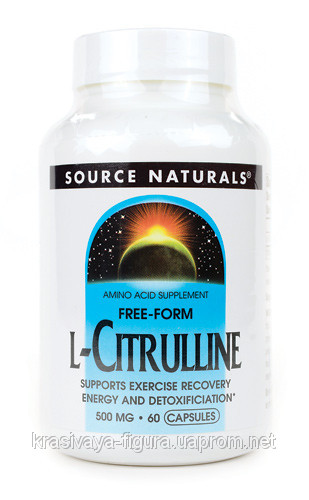 SOURCE NATURALS®
AMINO ACID SUPPLEMENT
FREE-FORM
L-CITRULLINE
SUPPORTS EXERCISE RECOVERY
ENERGY AND DETOXIFICIATION*
500 MG • 60 CAPSULES
krasivaya-figura.uaprom.net